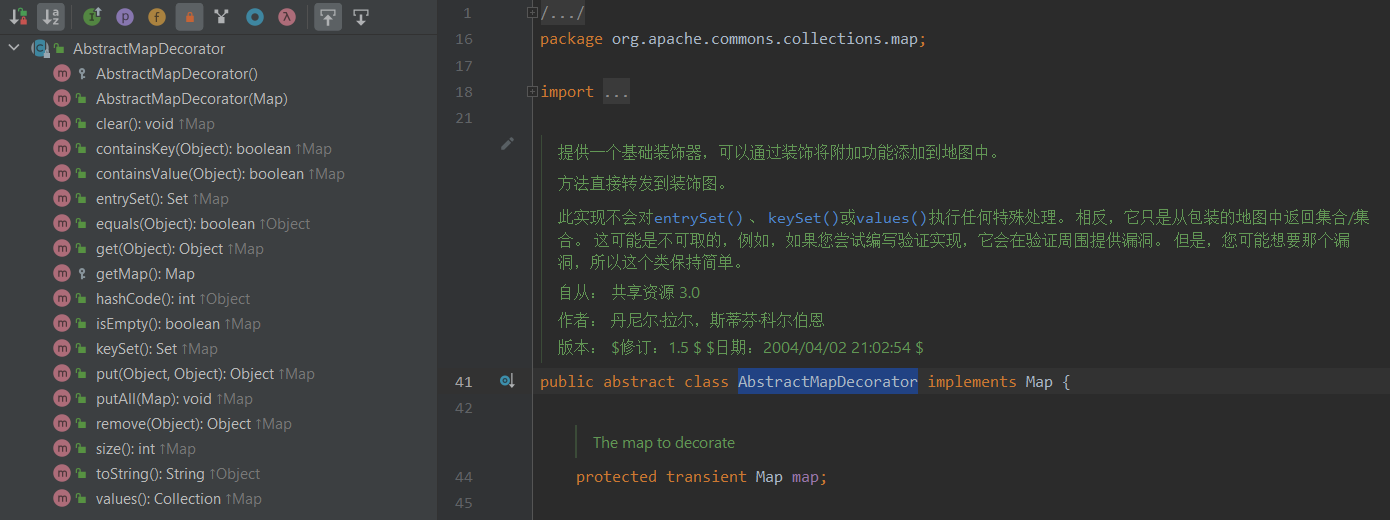 AbstractMapDecorator
AbstractMapDecorator()
AbstractMapDecorator(Map)
clear(): void ↑Map
containsKey(Object): boolean ↑Map
containsValue(Object): boolean ↑Map
entrySet(): Set ↑Map
equals(Object): boolean ↑Object
get(Object): Object ↑Map
getMap(): Map
hashCode(): int ↑Object
isEmpty(): boolean ↑Map
keySet(): Set ↑Map
put(Object, Object): Object ↑Map
putAll(Map): void ↑Map
remove(Object): Object ↑Map
size(): int ↑Map
toString(): String ↑Object
values(): Collection ↑Map
1 /.../
16 package org.apache.commons.collections.map;
17
18 import ...
21
提供一个基础装饰器，可以通过装饰将附加功能添加到地图中。
方法直接转发到装饰图。
此实现不会对entrySet() 、 keySet()或values()执行任何特殊处理。 相反，它只是从包装的地图中返回集合/集
合。 这可能是不可取的，例如，如果您尝试编写验证实现，它会在验证周围提供漏洞。 但是，您可能想要那个漏
洞，所以这个类保持简单。
自从： 共享资源 3.0
作者： 丹尼尔·拉尔，斯蒂芬·科尔伯恩
版本： $修订：1.5 $ $日期：2004/04/02 21:02:54 $
41 public abstract class AbstractMapDecorator implements Map {
42
The map to decorate
44 protected transient Map map;
45